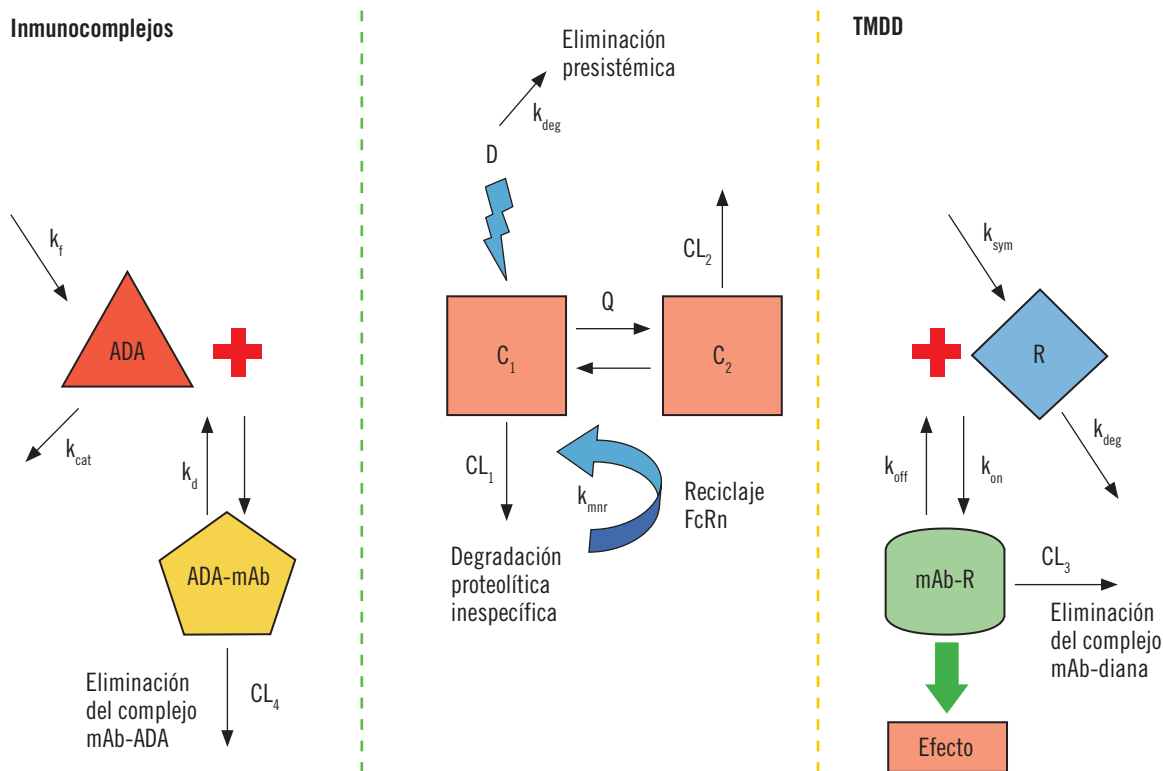 Inmunocomplejos
k_f
ADA
k_cat
k_d
ADA-mAb
Eliminación
del complejo
mAb-ADA
CL_4
Eliminación
presistémica
k_deg
D
CL_2
Q
C_1
C_2
CL_1
k_mnr
Reciclaje
FcRn
Degradación
proteolítica
inespecífica
TMDD
k_sym
R
k_deg
k_off
k_on
mAb-R
CL_3
Eliminación
del complejo
mAb-diana
Efecto